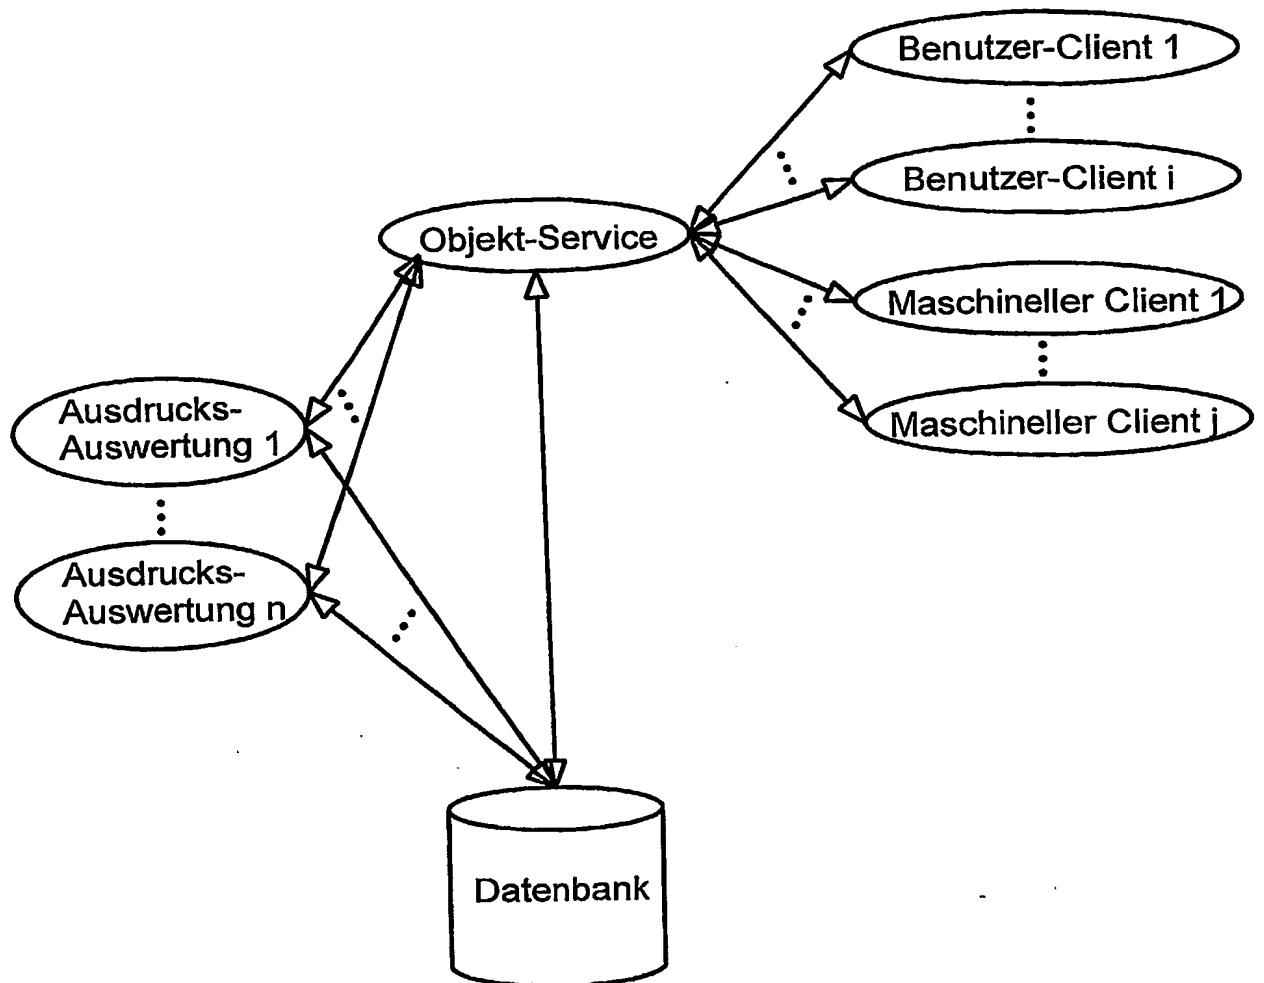 Benutzer-Client 1
Benutzer-Client i
Objekt-Service
Maschineller Client 1
Maschineller Client j
Ausdrucks-
Auswertung 1
Ausdrucks-
Auswertung n
Datenbank